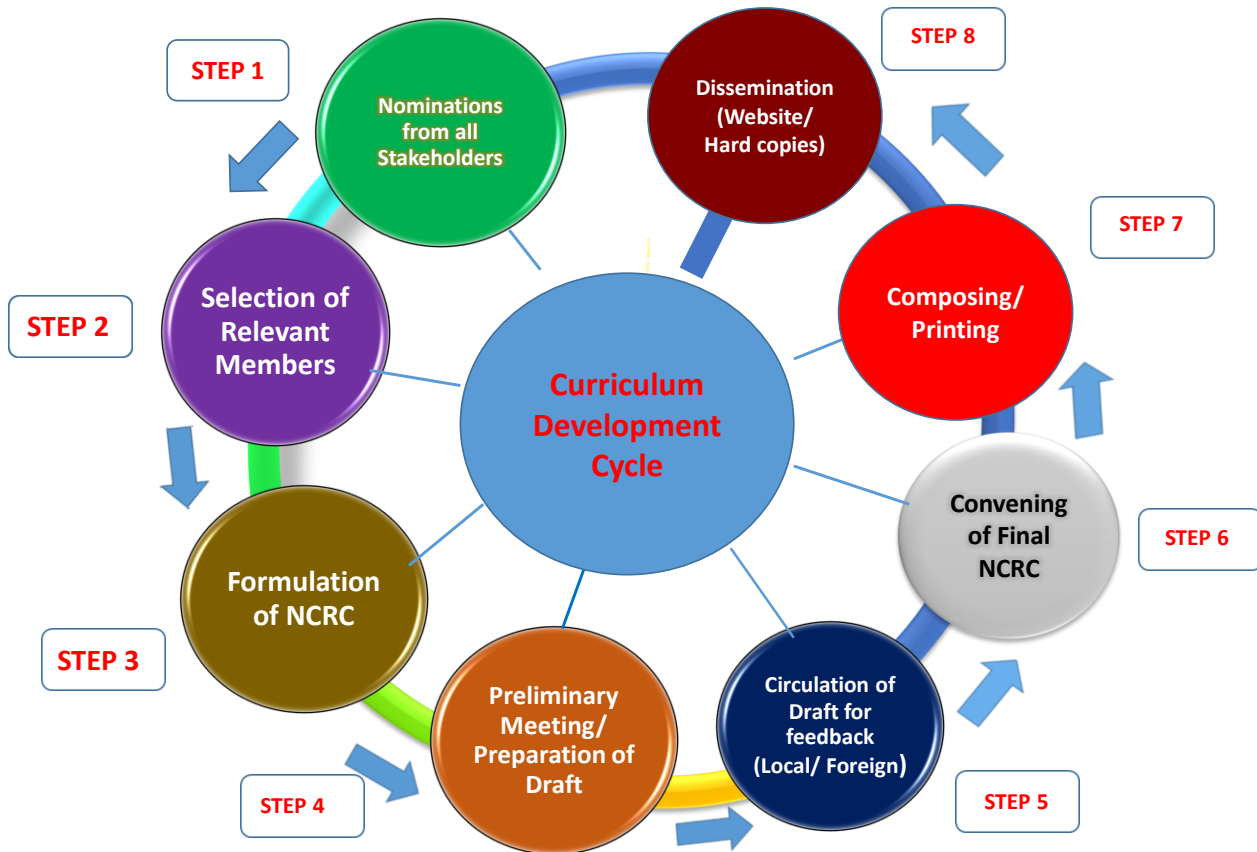 STEP 1
Nominations
from all
Stakeholders
STEP 2
Selection of
Relevant
Members
STEP 3
Formulation
of NCRC
STEP 4
Preliminary
Meeting/
Preparation of
Draft
STEP 5
Circulation of
Draft for
feedback
(Local/ Foreign)
STEP 6
Convening
of Final
NCRC
STEP 7
Composing/
Printing
STEP 8
Dissemination
(Website/
Hard copies)
Curriculum
Development
Cycle